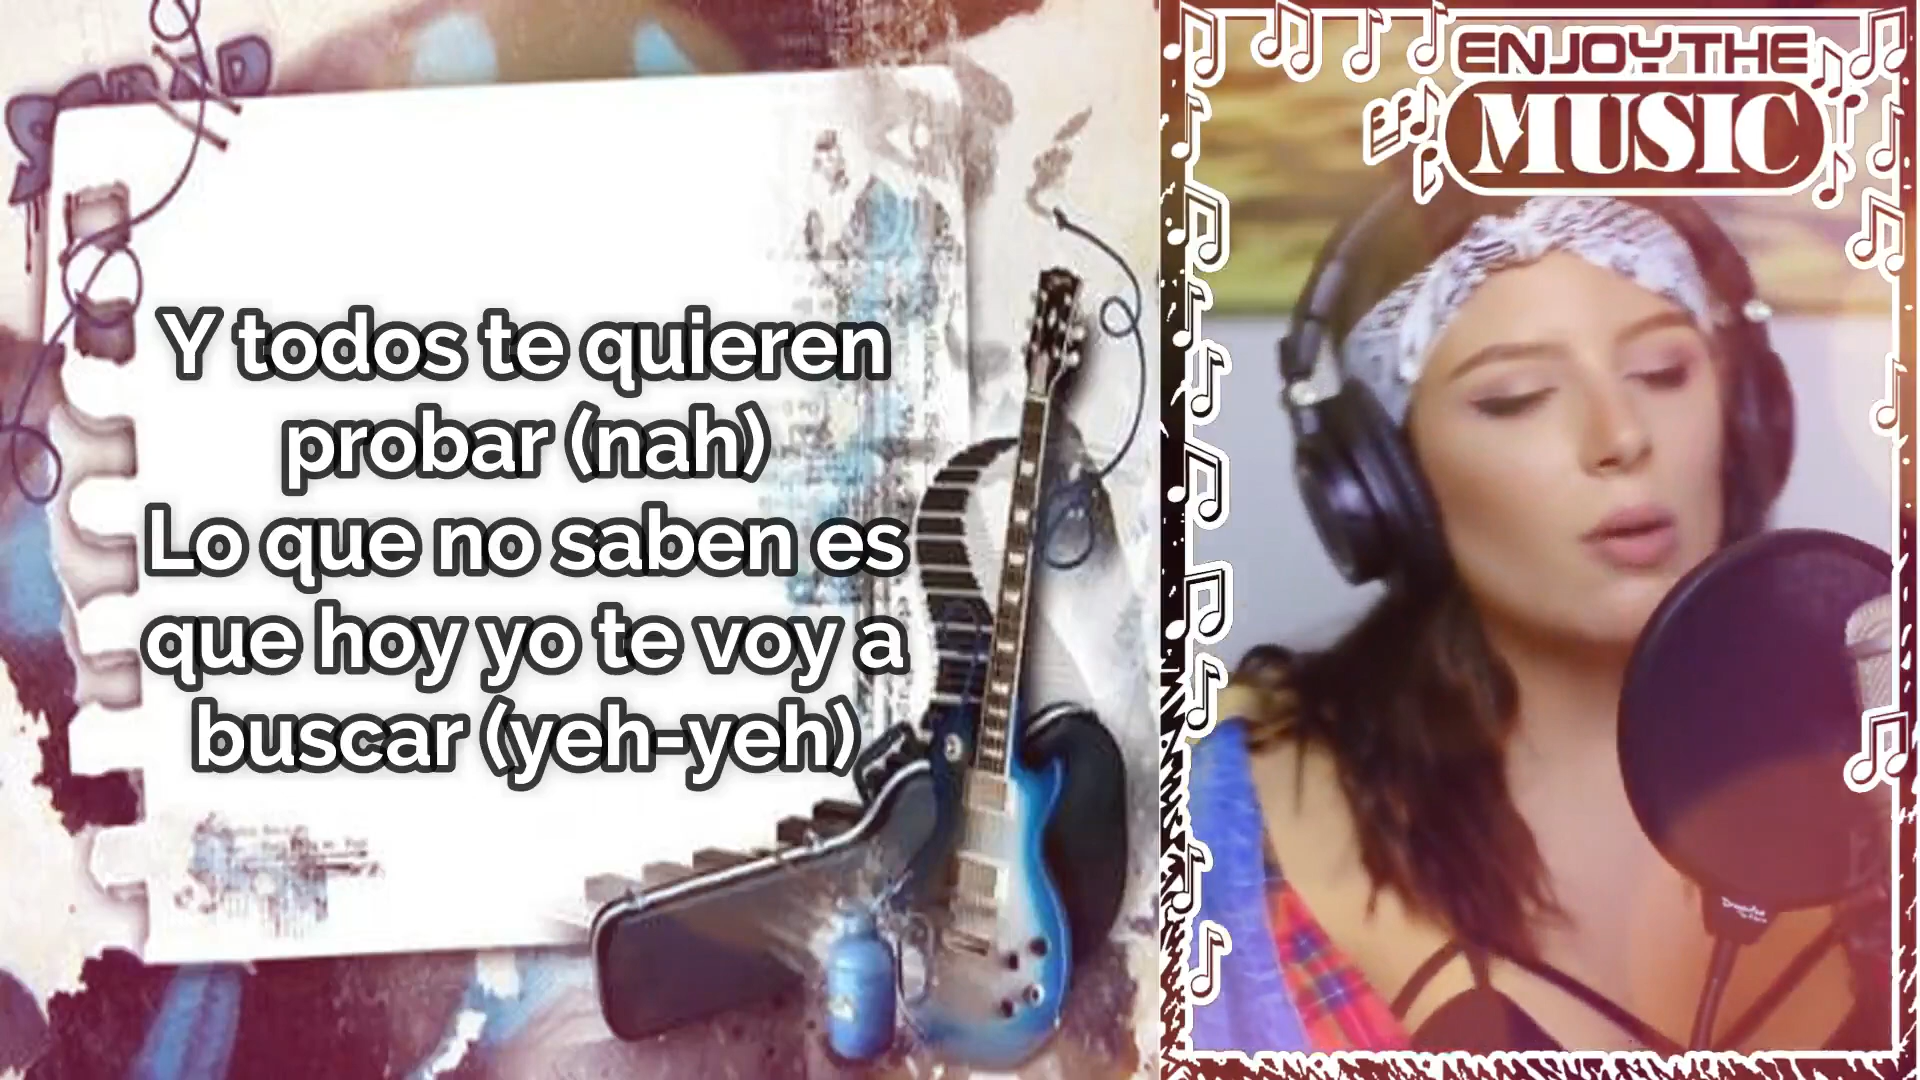 Y todos te quieren
probar (nah)
Lo que no saben es
que hoy yo te voy a
buscar (yeh-yeh)
ENJOY THE
MUSIC